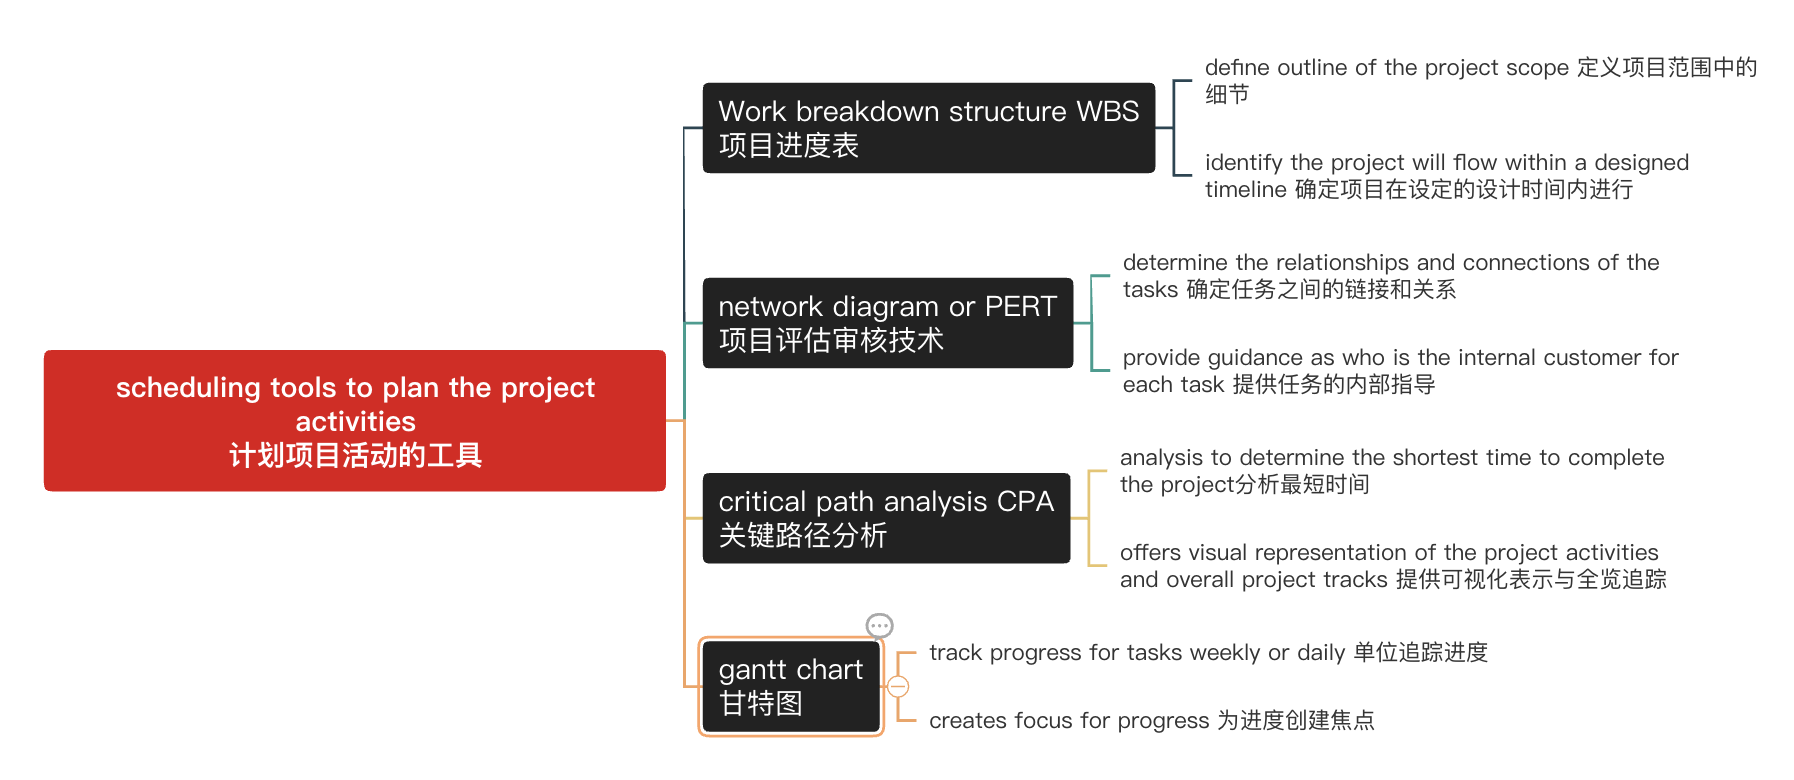 scheduling tools to plan the project
activities
计划项目活动的工具
Work breakdown structure WBS
项目进度表
define outline of the project scope 定义项目范围中的
细节
identify the project will flow within a designed
timeline 确定项目在设定的设计时间内进行
network diagram or PERT
项目评估审核技术
determine the relationships and connections of the
tasks 确定任务之间的链接和关系
provide guidance as who is the internal customer for
each task 提供任务的内部指导
critical path analysis CPA
关键路径分析
analysis to determine the shortest time to complete
the project分析最短时间
offers visual representation of the project activities
and overall project tracks 提供可视化表示与全览追踪
gantt chart
甘特图
track progress for tasks weekly or daily 单位追踪进度
creates focus for progress 为进度创建焦点